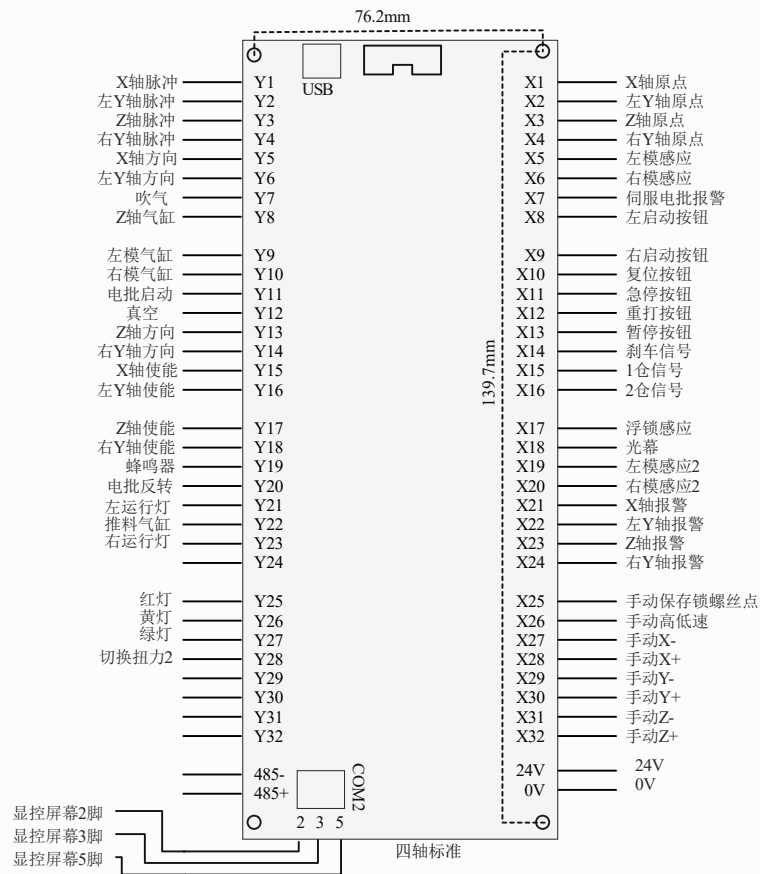 76.2mm
USB
X轴脉冲 Y1 X1 X轴原点
左Y轴脉冲 Y2 X2 左Y轴原点
Z轴脉冲 Y3 X3 Z轴原点
右Y轴脉冲 Y4 X4 右Y轴原点
X轴方向 Y5 X5 左模感应
左Y轴方向 Y6 X6 右模感应
吹气 Y7 X7 伺服电批报警
Z轴气缸 Y8 X8 左启动按钮
左模气缸 Y9 X9 右启动按钮
右模气缸 Y10 X10 复位按钮
电批启动 Y11 X11 急停按钮
真空 Y12 X12 重打按钮
Z轴方向 Y13 X13 暂停按钮
右Y轴方向 Y14 X14 刹车信号
X轴使能 Y15 X15 1仓信号
左Y轴使能 Y16 X16 2仓信号
139.7mm
Z轴使能 Y17 X17 浮锁感应
右Y轴使能 Y18 X18 光幕
蜂鸣器 Y19 X19 左模感应2
电批反转 Y20 X20 右模感应2
左运行灯 Y21 X21 X轴报警
推料气缸 Y22 X22 左Y轴报警
右运行灯 Y23 X23 Z轴报警
Y24 X24 右Y轴报警
红灯 Y25 X25 手动保存锁螺丝点
黄灯 Y26 X26 手动高低速
绿灯 Y27 X27 手动X-
切换扭力2 Y28 X28 手动X+
Y29 X29 手动Y-
Y30 X30 手动Y+
Y31 X31 手动Z-
Y32 X32 手动Z+
485- 24V 24V
485+ 0V 0V
COM2
2 3 5
显控屏幕2脚
显控屏幕3脚
显控屏幕5脚
四轴标准